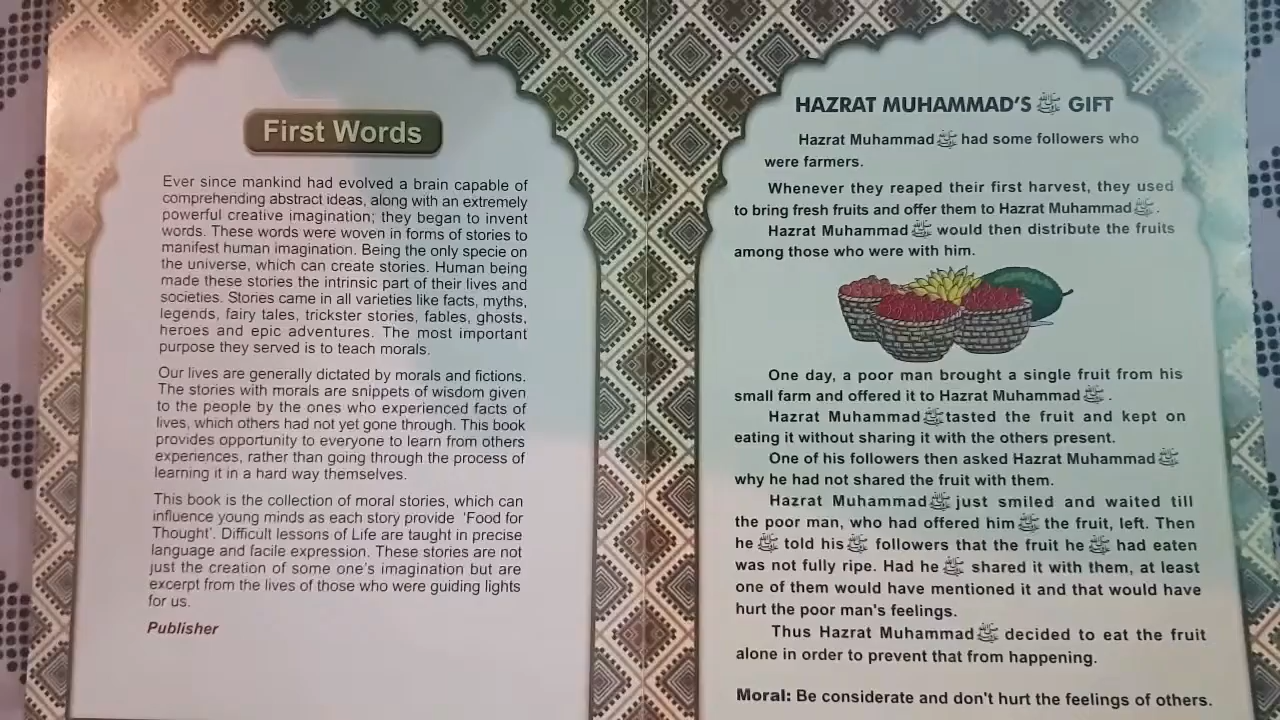 First Words
Ever since mankind had evolved a brain capable of
comprehending abstract ideas, along with an extremely
powerful creative imagination; they began to invent
words. These words were woven in forms of stories to
manifest human imagination. Being the only specie on
the universe, which can create stories. Human being
made these stories the intrinsic part of their lives and
societies. Stories came in all varieties like facts, myths,
legends, fairy tales, trickster stories, fables, ghosts,
heroes and epic adventures. The most important
purpose they served is to teach morals.
Our lives are generally dictated by morals and fictions.
The stories with morals are snippets of wisdom given
to the people by the ones who experienced facts of
lives, which others had not yet gone through. This book
provides opportunity to everyone to learn from others
experiences, rather than going through the process of
learning it in a hard way themselves.
This book is the collection of moral stories, which can
influence young minds as each story provide ‘Food for
Thought’. Difficult lessons of Life are taught in precise
language and facile expression. These stories are not
just the creation of some one's imagination but are
excerpt from the lives of those who were guiding lights
for us.
Publisher
HAZRAT MUHAMMAD'S ﷺ GIFT
Hazrat Muhammad ﷺ had some followers who
were farmers.
Whenever they reaped their first harvest, they used
to bring fresh fruits and offer them to Hazrat Muhammad ﷺ.
Hazrat Muhammad ﷺ would then distribute the fruits
among those who were with him.
One day, a poor man brought a single fruit from his
small farm and offered it to Hazrat Muhammad ﷺ.
Hazrat Muhammad ﷺ tasted the fruit and kept on
eating it without sharing it with the others present.
One of his followers then asked Hazrat Muhammad ﷺ
why he had not shared the fruit with them.
Hazrat Muhammad ﷺ just smiled and waited till
the poor man, who had offered him ﷺ the fruit, left. Then
he ﷺ told his ﷺ followers that the fruit he ﷺ had eaten
was not fully ripe. Had he ﷺ shared it with them, at least
one of them would have mentioned it and that would have
hurt the poor man's feelings.
Thus Hazrat Muhammad ﷺ decided to eat the fruit
alone in order to prevent that from happening.
Moral: Be considerate and don't hurt the feelings of others.